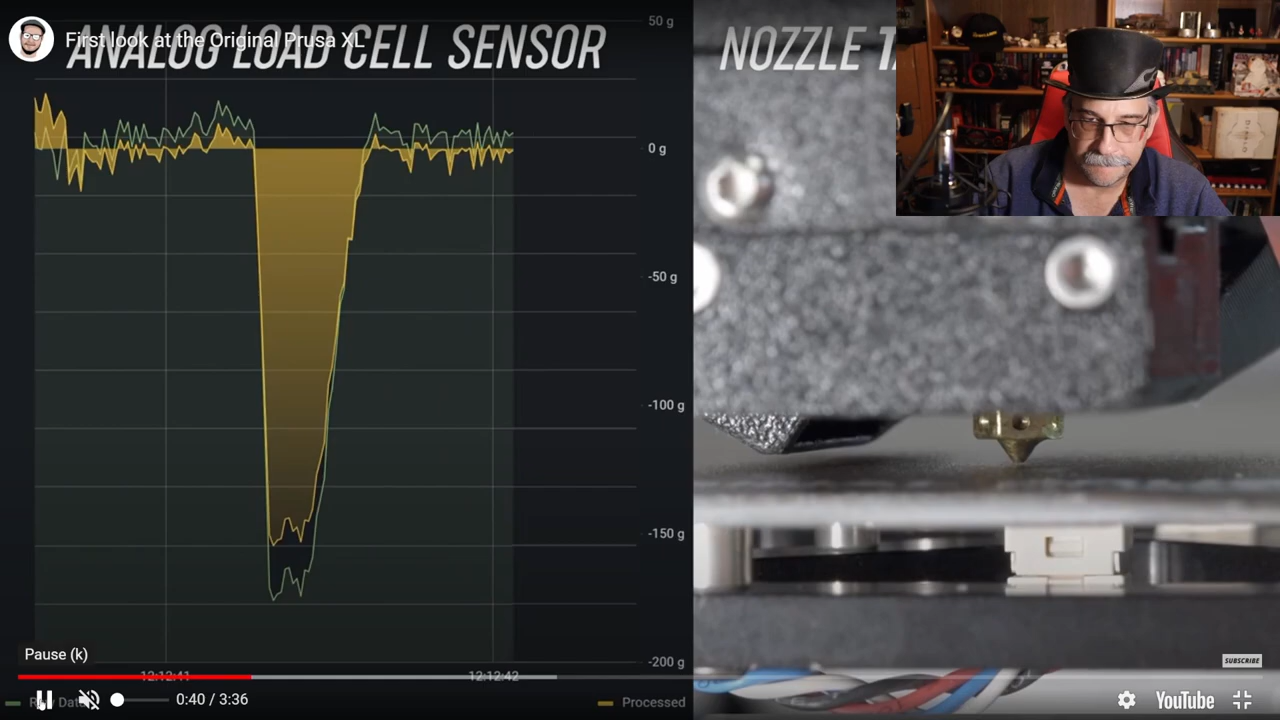 First look at the Original Prusa XL
ANALOG LOAD CELL SENSOR
NOZZLE
50 g
0 g
-50 g
-100 g
-150 g
-200 g
12:12:41
12:12:42
Pause (k)
Processed
0:40 / 3:36
SUBSCRIBE
YouTube